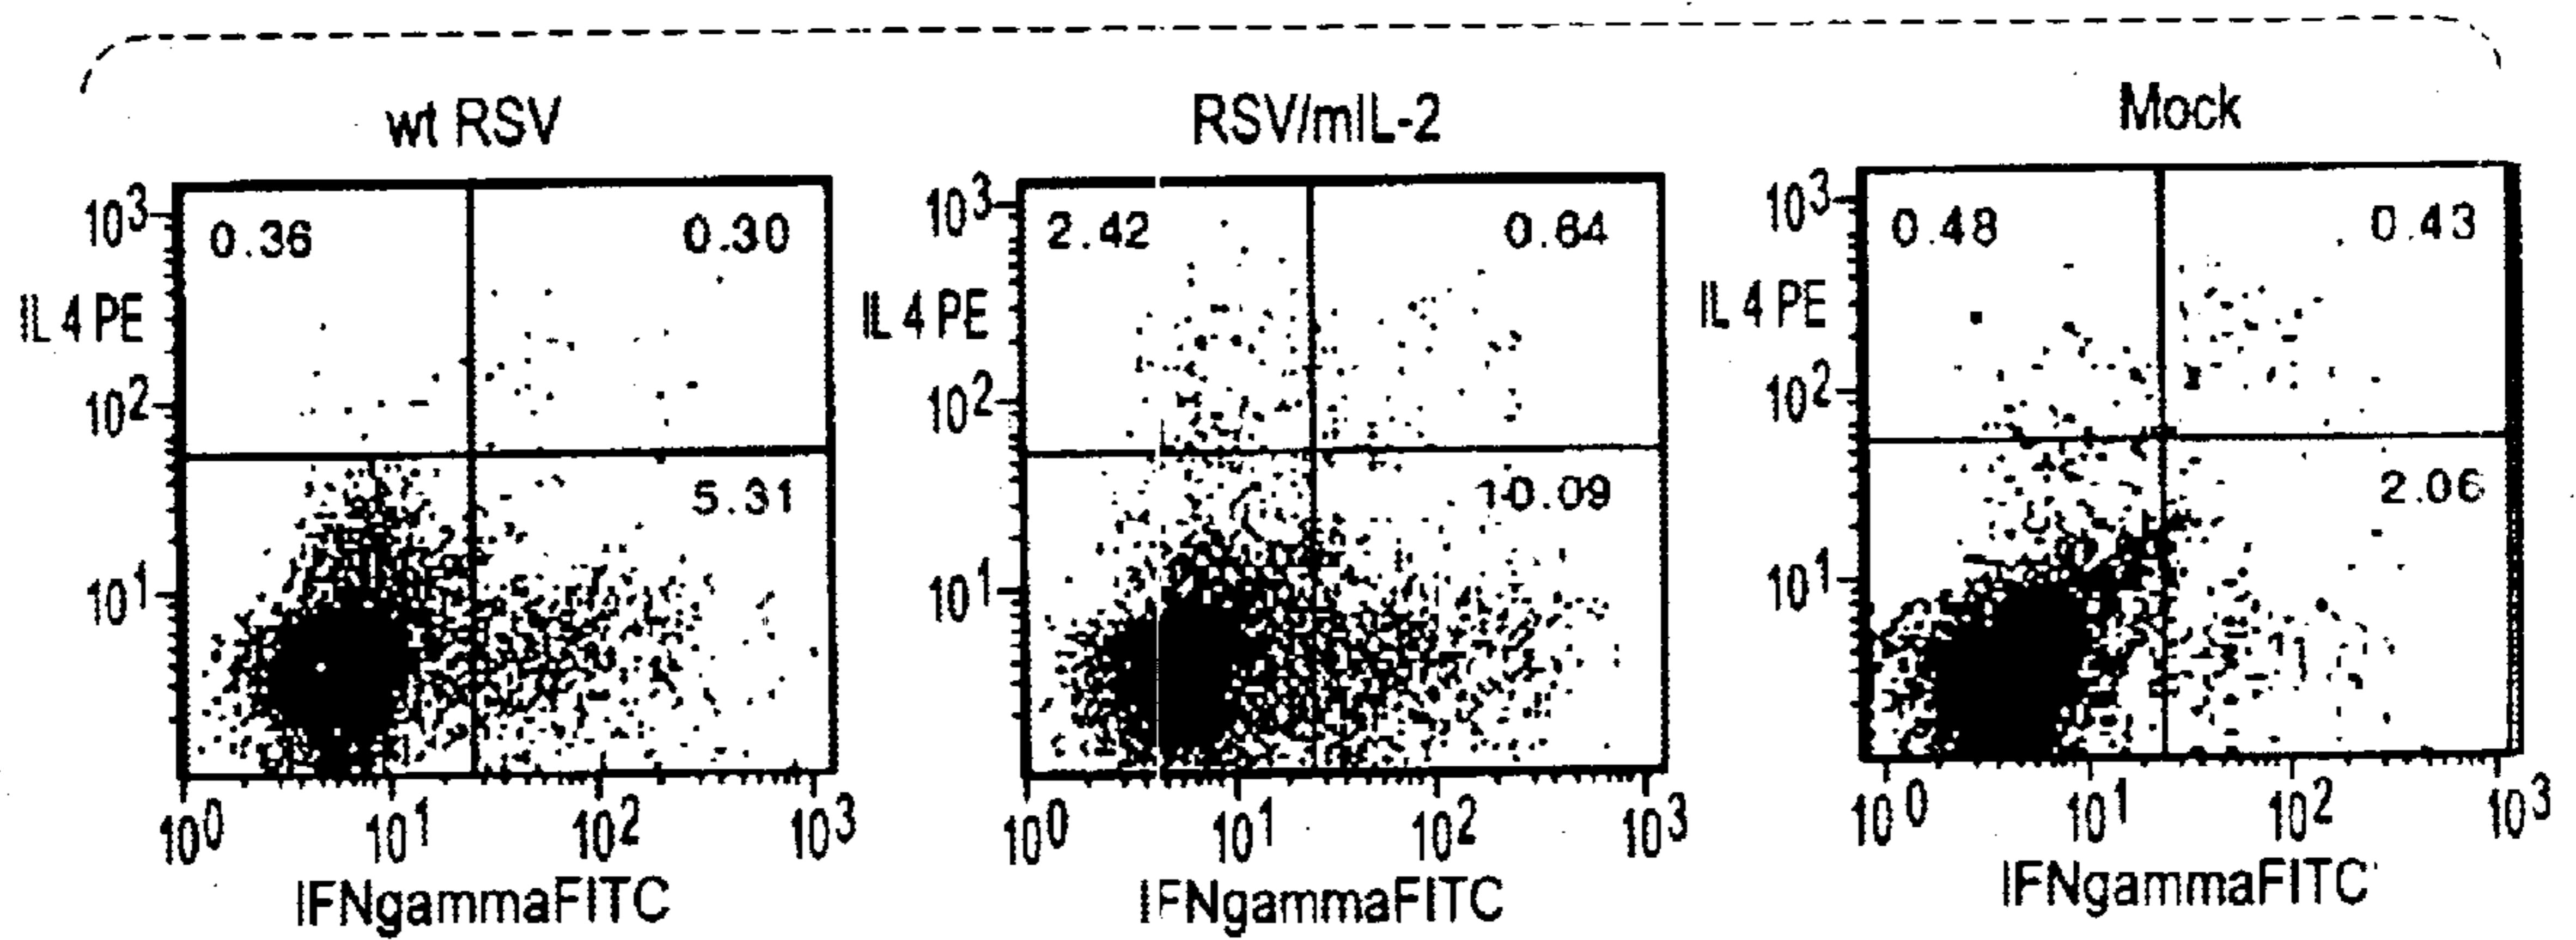 wt RSV
10³
0.36
0.30
IL 4 PE
10²
5.31
10¹
10⁰ 10¹ 10² 10³
IFNgammaFITC
RSV/mIL-2
10³
2.42
0.64
IL 4 PE
10²
10.09
10¹
10⁰ 10¹ 10² 10³
IFNgammaFITC
Mock
10³
0.48
0.43
IL 4 PE
10²
2.06
10¹
10⁰ 10¹ 10² 10³
IFNgammaFITC